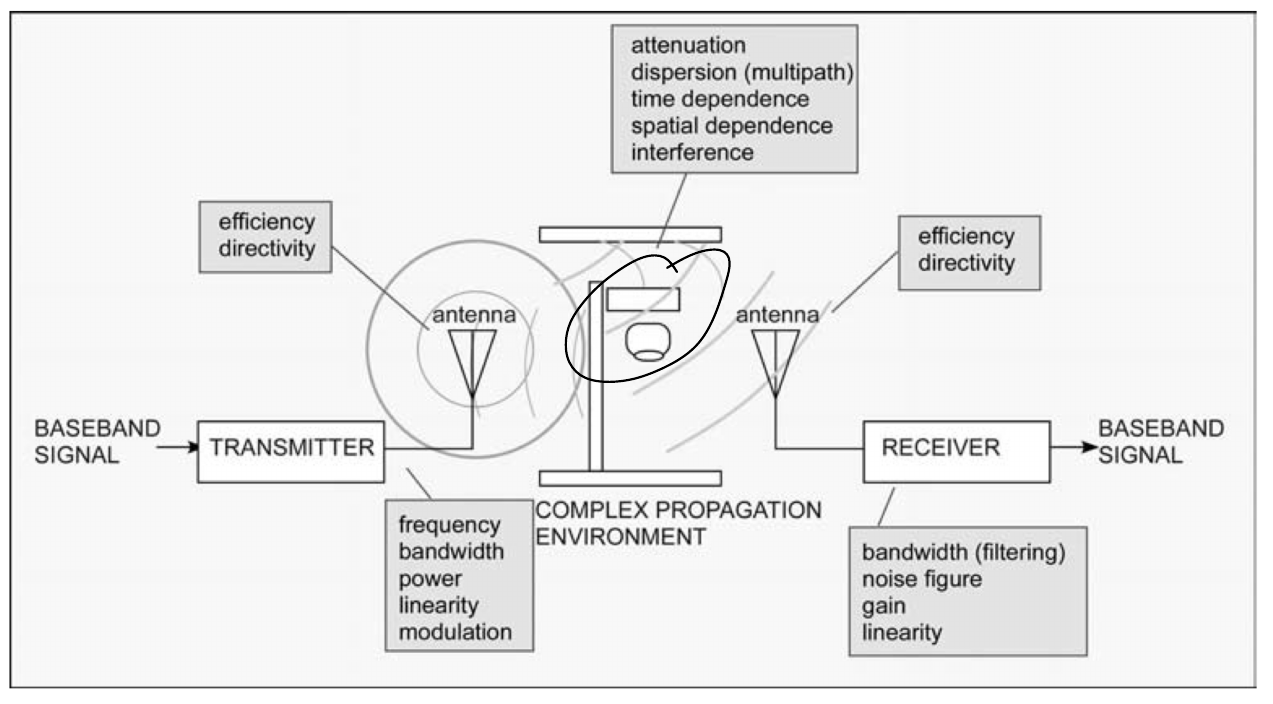 attenuation
dispersion (multipath)
time dependence
spatial dependence
interference
efficiency
directivity
efficiency
directivity
antenna
antenna
BASEBAND
SIGNAL
TRANSMITTER
RECEIVER
BASEBAND
SIGNAL
COMPLEX PROPAGATION
ENVIRONMENT
frequency
bandwidth
power
linearity
modulation
bandwidth (filtering)
noise figure
gain
linearity